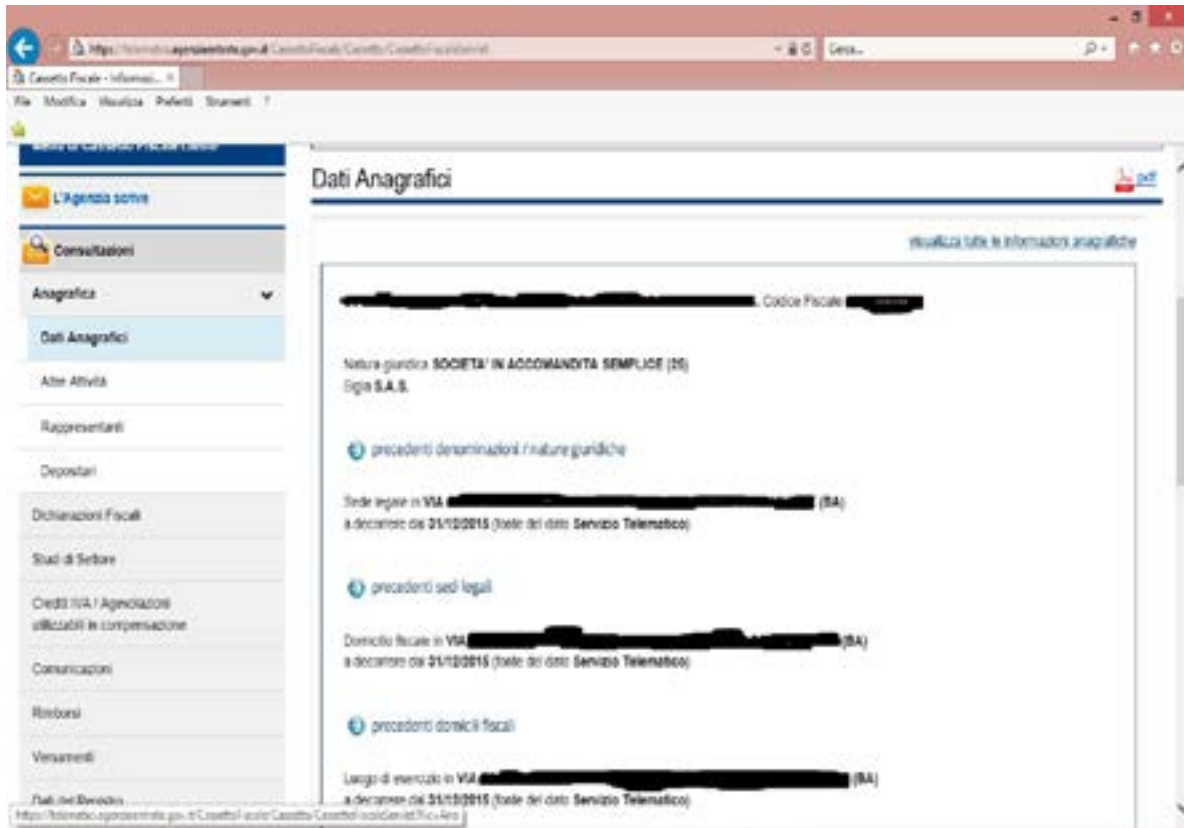 Cassetto Fiscale - Informazi...
File Modifica Visualizza Preferiti Strumenti ?
L'Agenzia scrive
Consultazioni
Anagrafica
Dati Anagrafici
Altre Attività
Rappresentanti
Depositari
Dichiarazioni Fiscali
Studi di Settore
Crediti IVA / Agevolazioni
utilizzabili in compensazione
Comunicazioni
Rimborsi
Versamenti
Dati del Registro
Dati Anagrafici
pdf
visualizza tutte le informazioni anagrafiche
, Codice Fiscale
Natura giuridica SOCIETA' IN ACCOMANDITA SEMPLICE (25)
Sigla S.A.S.
precedenti denominazioni / nature giuridiche
Sede legale in VIA (BA)
a decorrere dal 31/12/2015 (fonte del dato Servizio Telematico)
precedenti sedi legali
Domicilio fiscale in VIA (BA)
a decorrere dal 31/12/2015 (fonte del dato Servizio Telematico)
precedenti domicili fiscali
Luogo di esercizio in VIA (BA)
a decorrere dal 31/12/2015 (fonte del dato Servizio Telematico)